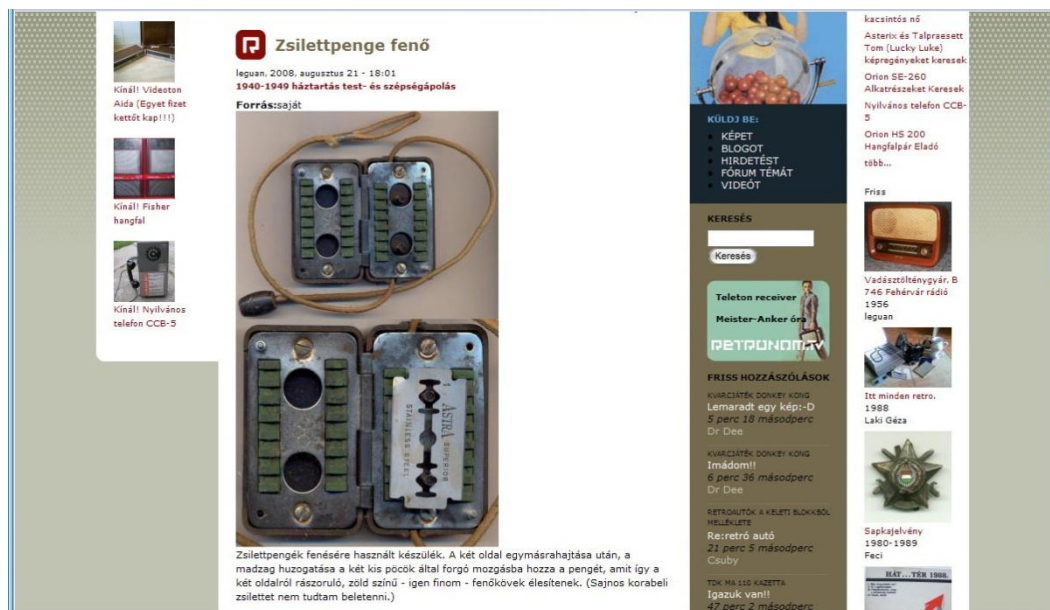 Kínál! Videoton
Aida (Egyet fizet
kettőt kap!!!)
Kínál! Fisher
hangfal
Kínál! Nyilvános
telefon CCB-5
Zsilettpenge fenő
leguan, 2008, augusztus 21 - 18:01
1940-1949 háztartás test- és szépségápolás
Forrás:saját
ASTRA SUPERIOR
STAINLESS STEEL
Zsilettpengék fenésére használt készülék. A két oldal egymásrahajtása után, a
madzag huzogatása a két kis pöcök által forgó mozgásba hozza a pengét, amit így a
két oldalról rászoruló, zöld színű - igen finom - fenőkövek élesítenek. (Sajnos korabeli
zsilettet nem tudtam beletenni.)
KÜLDJ BE:
KÉPET
BLOGOT
HIRDETÉST
FÓRUM TÉMÁT
VIDEÓT
KERESÉS
Keresés
Teleton receiver
Meister-Anker óra
RETRONOM.TV
FRISS HOZZÁSZÓLÁSOK
KVARCJÁTÉK DONKEY KONG
Lemaradt egy kép:-D
5 perc 18 másodperc
Dr Dee
KVARCJÁTÉK DONKEY KONG
Imádom!!
6 perc 36 másodperc
Dr Dee
RETROAUTÓK A KELETI BLOKKBÓL
MELLÉKLETE
Re:retró autó
21 perc 5 másodperc
Csuby
TDK MA 110 KAZETTA
Igazuk van!!
47 perc 2 másodperc
kacsintós nő
Asterix és Talpraesett
Tom (Lucky Luke)
képregényeket keresek
Orion SE-260
Alkatrészeket Keresek
Nyilvános telefon CCB-
5
Orion HS 200
Hangfalpár Eladó
több...
Friss
Vadásztölténygyár, B
746 Fehérvár rádió
1956
leguan
Itt minden retro.
1988
Laki Géza
Sapkajelvény
1980-1989
Feci
HÁT...TÉR 1988.